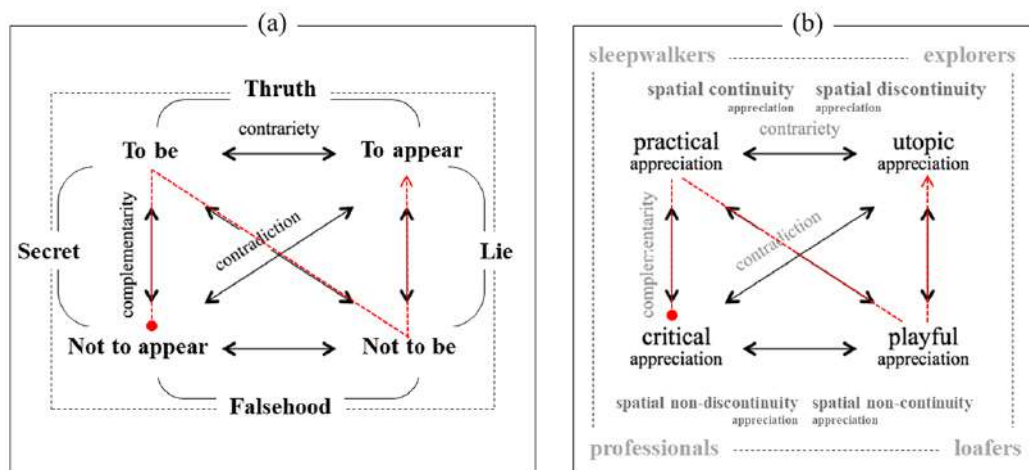 (a)
Thruth
contrariety
To be
To appear
Secret
complementarity
contradiction
Lie
Not to appear
Not to be
Falsehood
(b)
sleepwalkers
explorers
spatial continuity
appreciation
spatial discontinuity
appreciation
practical
appreciation
contrariety
utopic
appreciation
contradiction
critical
appreciation
playful
appreciation
spatial non-discontinuity
appreciation
spatial non-continuity
appreciation
professionals
loafers